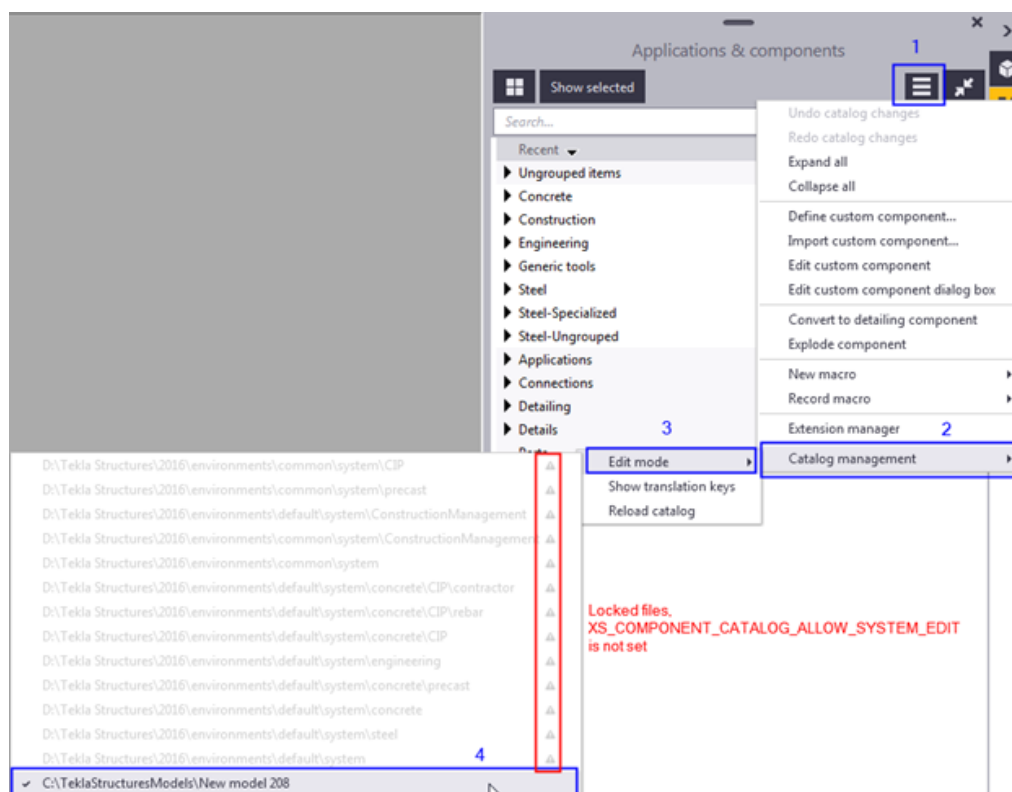 Applications & components
1
Show selected
Search...
Recent
Ungrouped items
Concrete
Construction
Engineering
Generic tools
Steel
Steel-Specialized
Steel-Ungrouped
Applications
Connections
Detailing
Details
Undo catalog changes
Redo catalog changes
Expand all
Collapse all
Define custom component...
Import custom component...
Edit custom component
Edit custom component dialog box
Convert to detailing component
Explode component
New macro
Record macro
Extension manager
2
Catalog management
3
Edit mode
Show translation keys
Reload catalog
D:\Tekla Structures\2016\environments\common\system\CIP
D:\Tekla Structures\2016\environments\common\system\precast
D:\Tekla Structures\2016\environments\default\system\ConstructionManagement
D:\Tekla Structures\2016\environments\common\system\ConstructionManagement
D:\Tekla Structures\2016\environments\common\system
D:\Tekla Structures\2016\environments\default\system\concrete\CIP\contractor
D:\Tekla Structures\2016\environments\default\system\concrete\CIP\rebar
D:\Tekla Structures\2016\environments\default\system\concrete\CIP
D:\Tekla Structures\2016\environments\default\system\engineering
D:\Tekla Structures\2016\environments\default\system\concrete\precast
D:\Tekla Structures\2016\environments\default\system\concrete
D:\Tekla Structures\2016\environments\default\system\steel
D:\Tekla Structures\2016\environments\default\system
4
C:\TeklaStructuresModels\New model 208
Locked files,
XS_COMPONENT_CATALOG_ALLOW_SYSTEM_EDIT
is not set